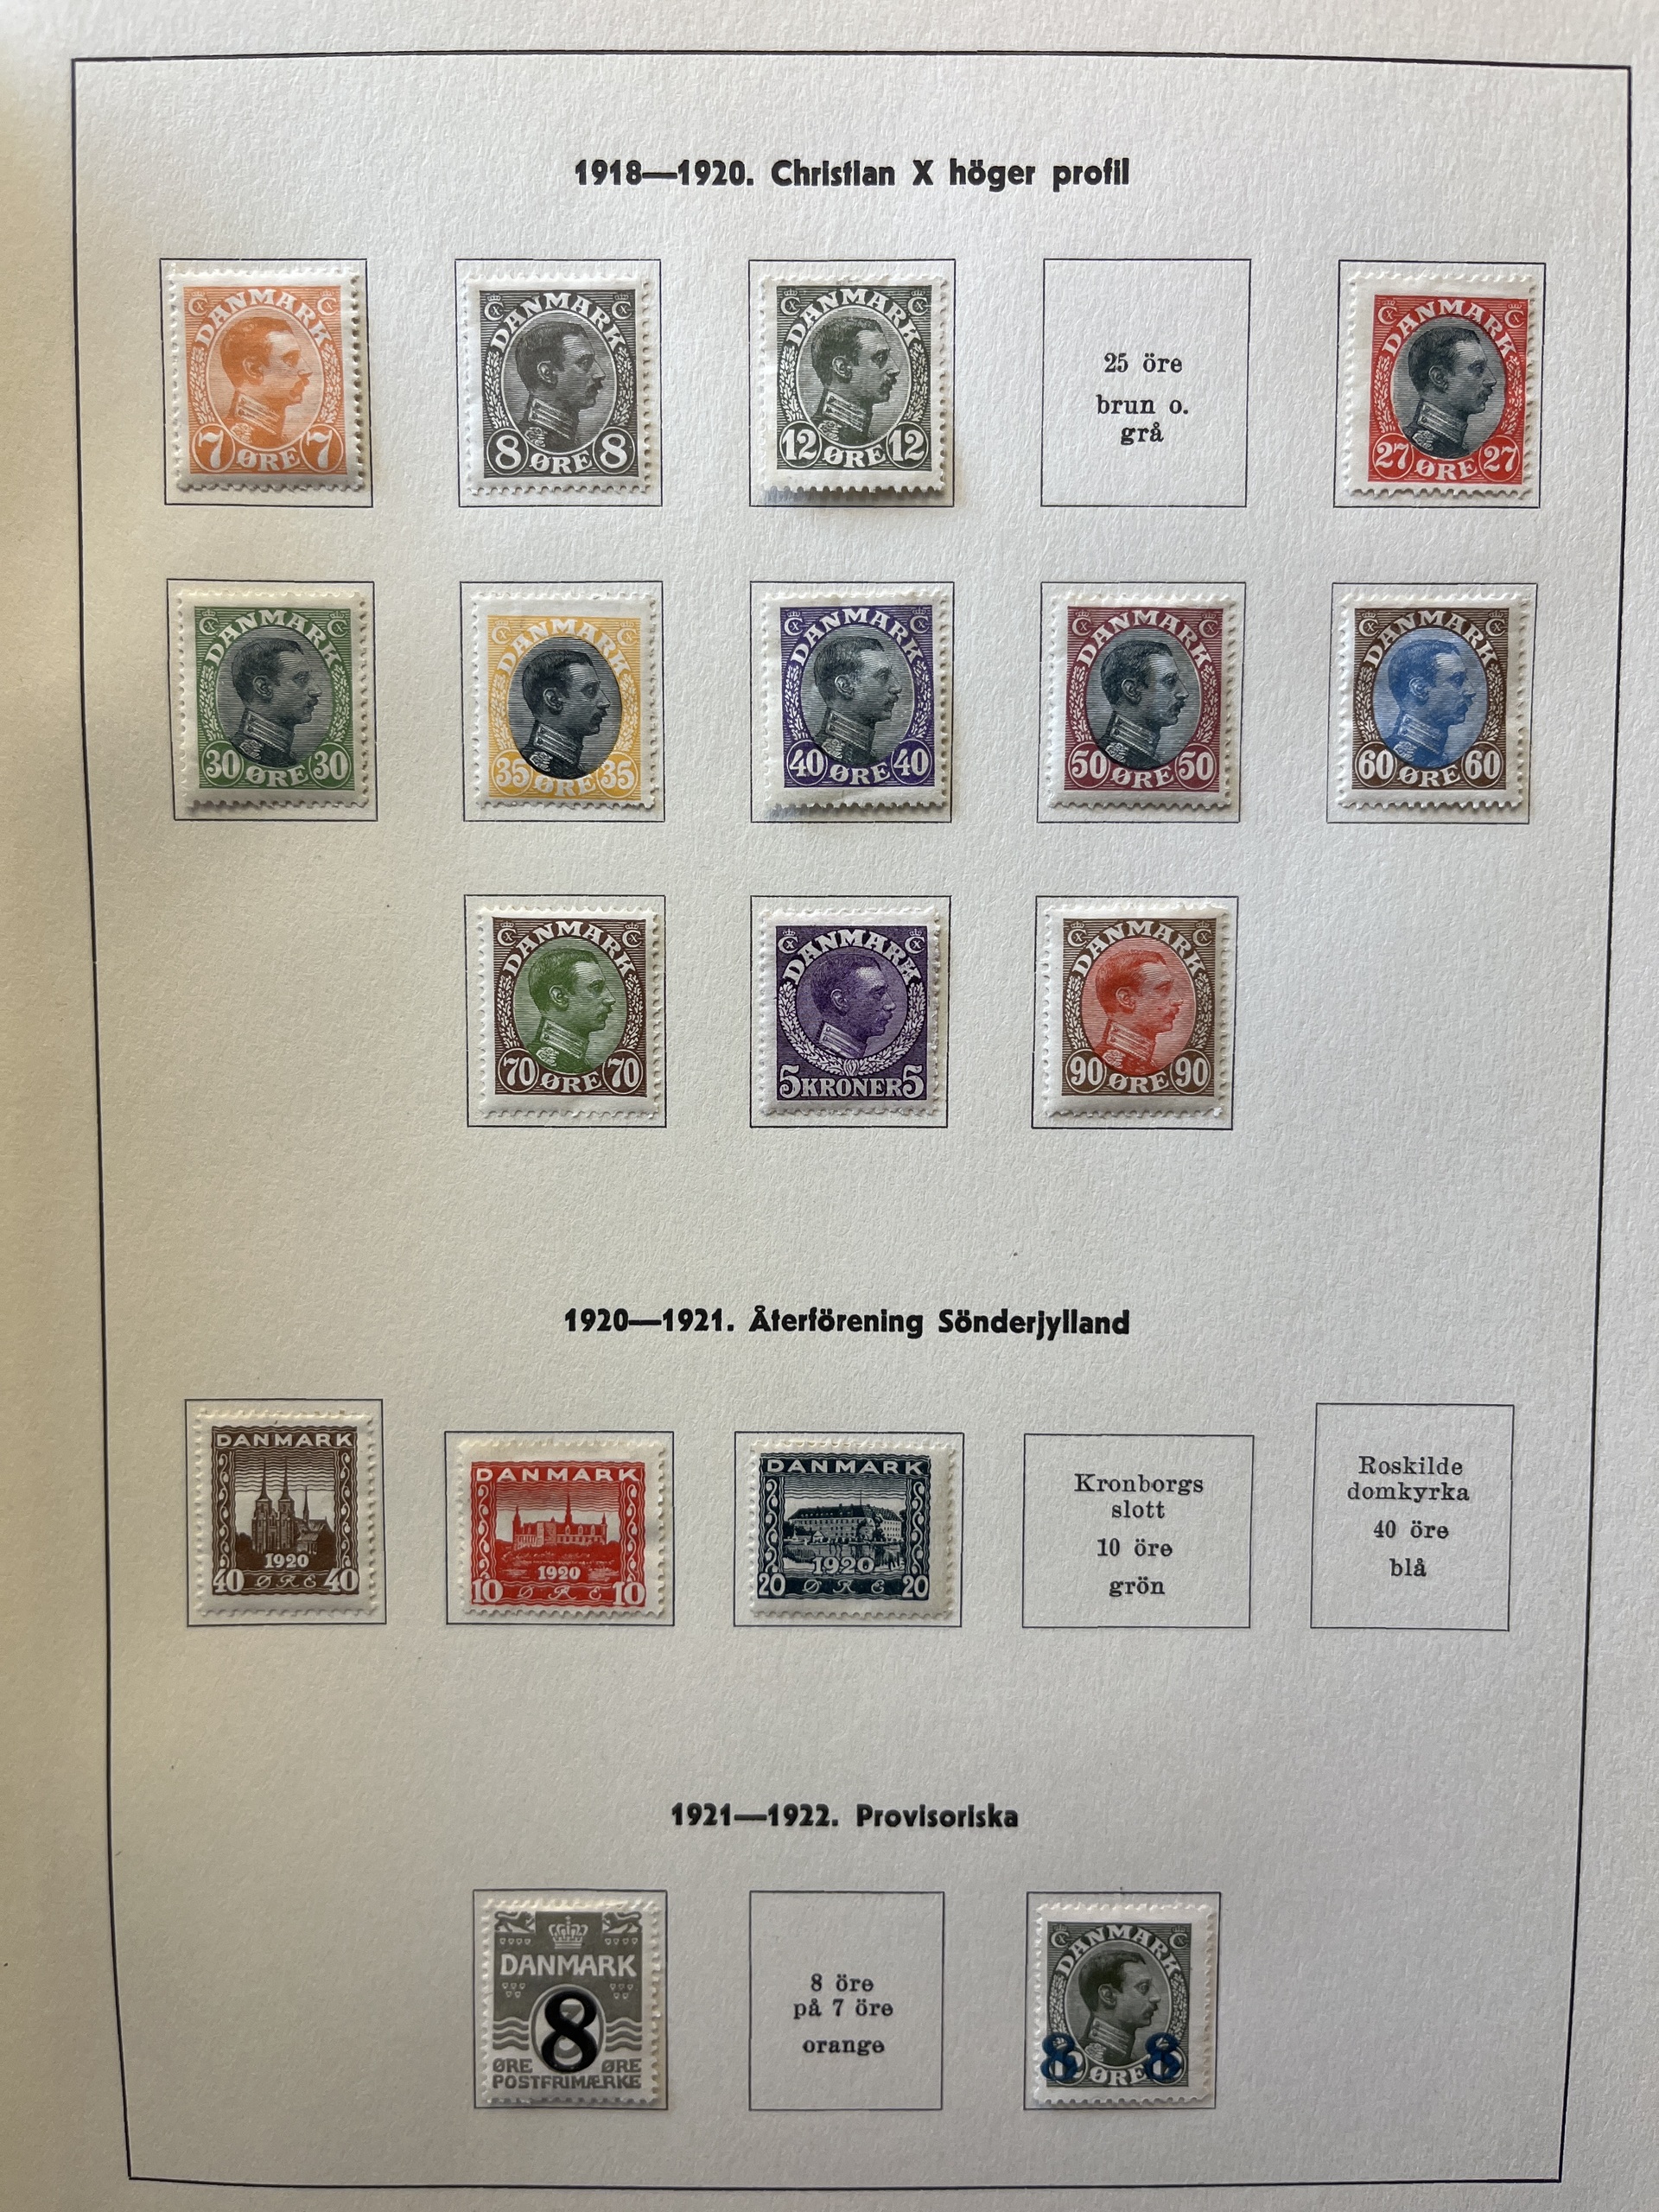 1918—1920. Christian X höger profil
DANMARK
7 ØRE 7
DANMARK
8 ØRE 8
DANMARK
12 ØRE 12
25 öre
brun o.
grå
DANMARK
27 ØRE 27
DANMARK
30 ØRE 30
DANMARK
35 ØRE 35
DANMARK
40 ØRE 40
DANMARK
50 ØRE 50
DANMARK
60 ØRE 60
DANMARK
70 ØRE 70
DANMARK
5 KRONER 5
DANMARK
90 ØRE 90
1920—1921. Återförening Sönderjylland
DANMARK
1920
40 ØRE 40
DANMARK
1920
10 ØRE 10
DANMARK
1920
20 ØRE 20
Kronborgs
slott
10 öre
grön
Roskilde
domkyrka
40 öre
blå
1921—1922. Provisoriska
DANMARK
8
ØRE ØRE
POSTFRIMÆRKE
8 öre
på 7 öre
orange
DANMARK
8 ØRE 8